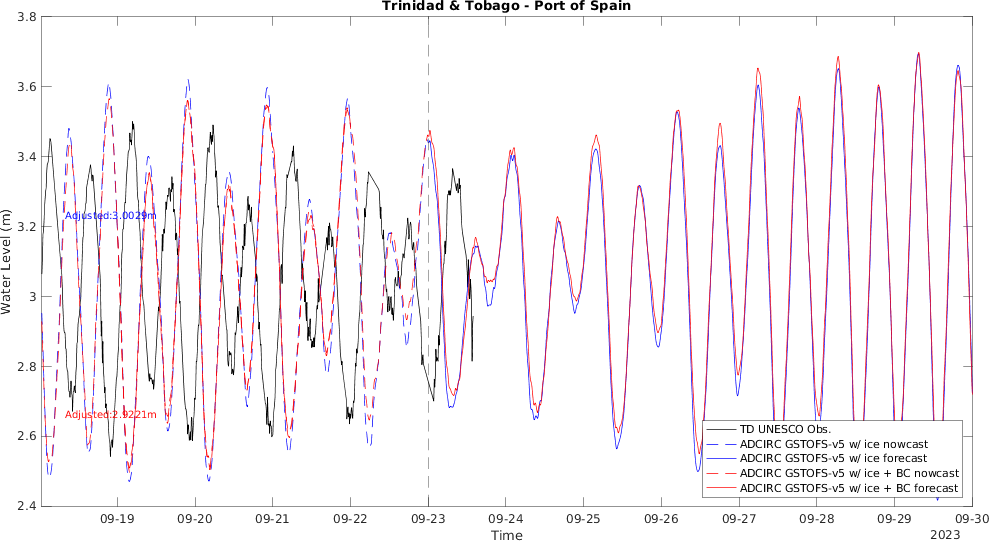 Trinidad & Tobago - Port of Spain
3.8
3.6
3.4
3.2
3
2.8
2.6
2.4
Water Level (m)
Adjusted:3.0029m
Adjusted:2.9221m
TD UNESCO Obs.
ADCIRC GSTOFS-v5 w/ ice nowcast
ADCIRC GSTOFS-v5 w/ ice forecast
ADCIRC GSTOFS-v5 w/ ice + BC nowcast
ADCIRC GSTOFS-v5 w/ ice + BC forecast
09-19 09-20 09-21 09-22 09-23 09-24 09-25 09-26 09-27 09-28 09-29 09-30
Time
2023